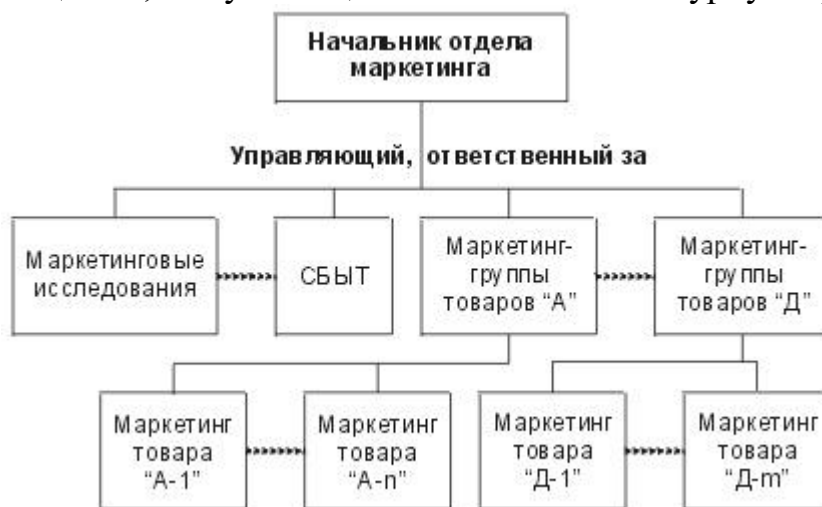 Начальник отдела
маркетинга
Управляющий, ответственный за
Маркетинговые
исследования
СБЫТ
Маркетинг-
группы
товаров “А”
Маркетинг-
группы
товаров “Д”
Маркетинг
товара
“А-1”
Маркетинг
товара
“А-n”
Маркетинг
товара
“Д-1”
Маркетинг
товара
“Д-m”